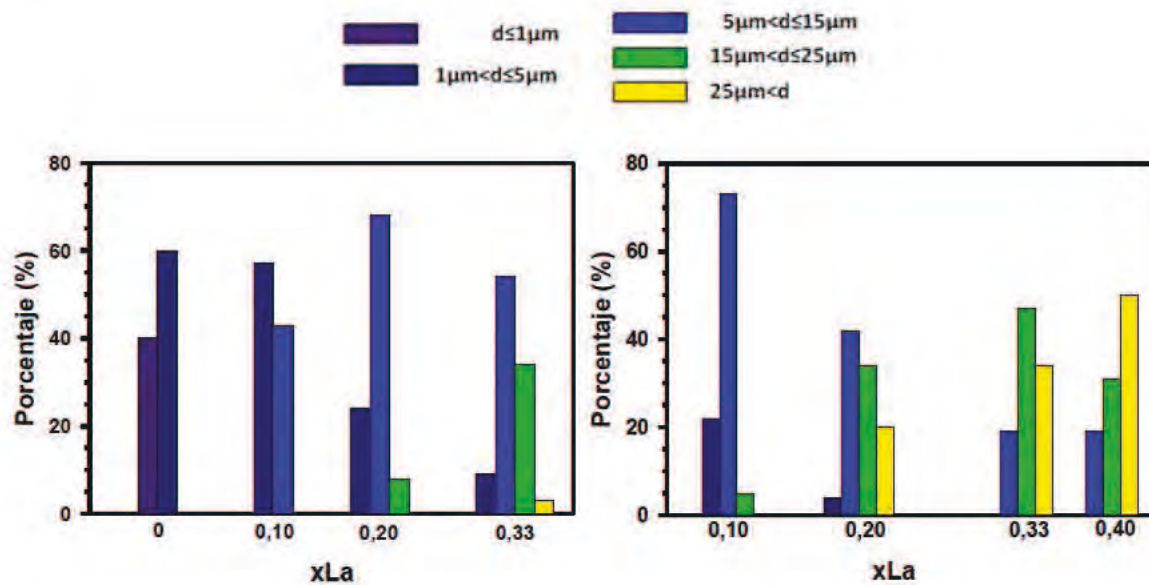 d≤1µm
1µm<d≤5µm
5µm<d≤15µm
15µm<d≤25µm
25µm<d
80
60
40
20
0
Porcentaje (%)
0 0,10 0,20 0,33
xLa
80
60
40
20
0
Porcentaje (%)
0,10 0,20 0,33 0,40
xLa